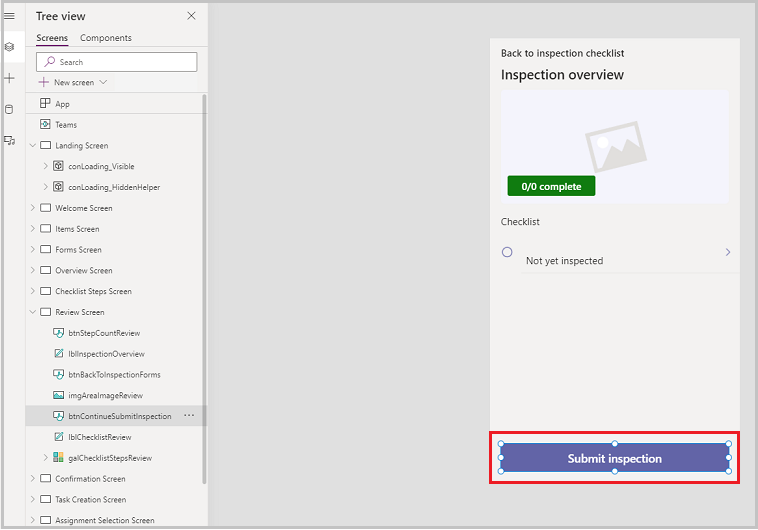 Tree view
Screens Components
Search
New screen
App
Teams
Landing Screen
conLoading_Visible
conLoading_HiddenHelper
Welcome Screen
Items Screen
Forms Screen
Overview Screen
Checklist Steps Screen
Review Screen
btnStepCountReview
lblInspectionOverview
btnBackToInspectionForms
imgAreaImageReview
btnContinueSubmitInspection
lblChecklistReview
galChecklistStepsReview
Confirmation Screen
Task Creation Screen
Assignment Selection Screen
Back to inspection checklist
Inspection overview
0/0 complete
Checklist
Not yet inspected
Submit inspection